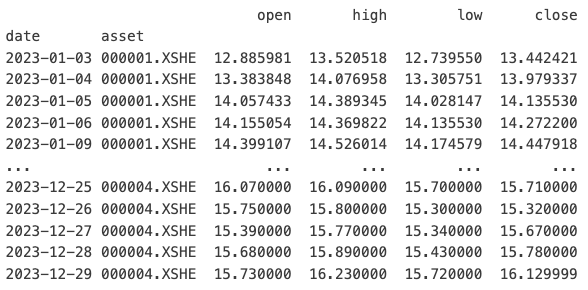 open high low close
date asset
2023-01-03 000001.XSHE 12.885981 13.520518 12.739550 13.442421
2023-01-04 000001.XSHE 13.383848 14.076958 13.305751 13.979337
2023-01-05 000001.XSHE 14.057433 14.389345 14.028147 14.135530
2023-01-06 000001.XSHE 14.155054 14.369822 14.135530 14.272200
2023-01-09 000001.XSHE 14.399107 14.526014 14.174579 14.447918
... ... ... ... ...
2023-12-25 000004.XSHE 16.070000 16.090000 15.700000 15.710000
2023-12-26 000004.XSHE 15.750000 15.800000 15.300000 15.320000
2023-12-27 000004.XSHE 15.390000 15.770000 15.340000 15.670000
2023-12-28 000004.XSHE 15.680000 15.890000 15.430000 15.780000
2023-12-29 000004.XSHE 15.730000 16.230000 15.720000 16.129999